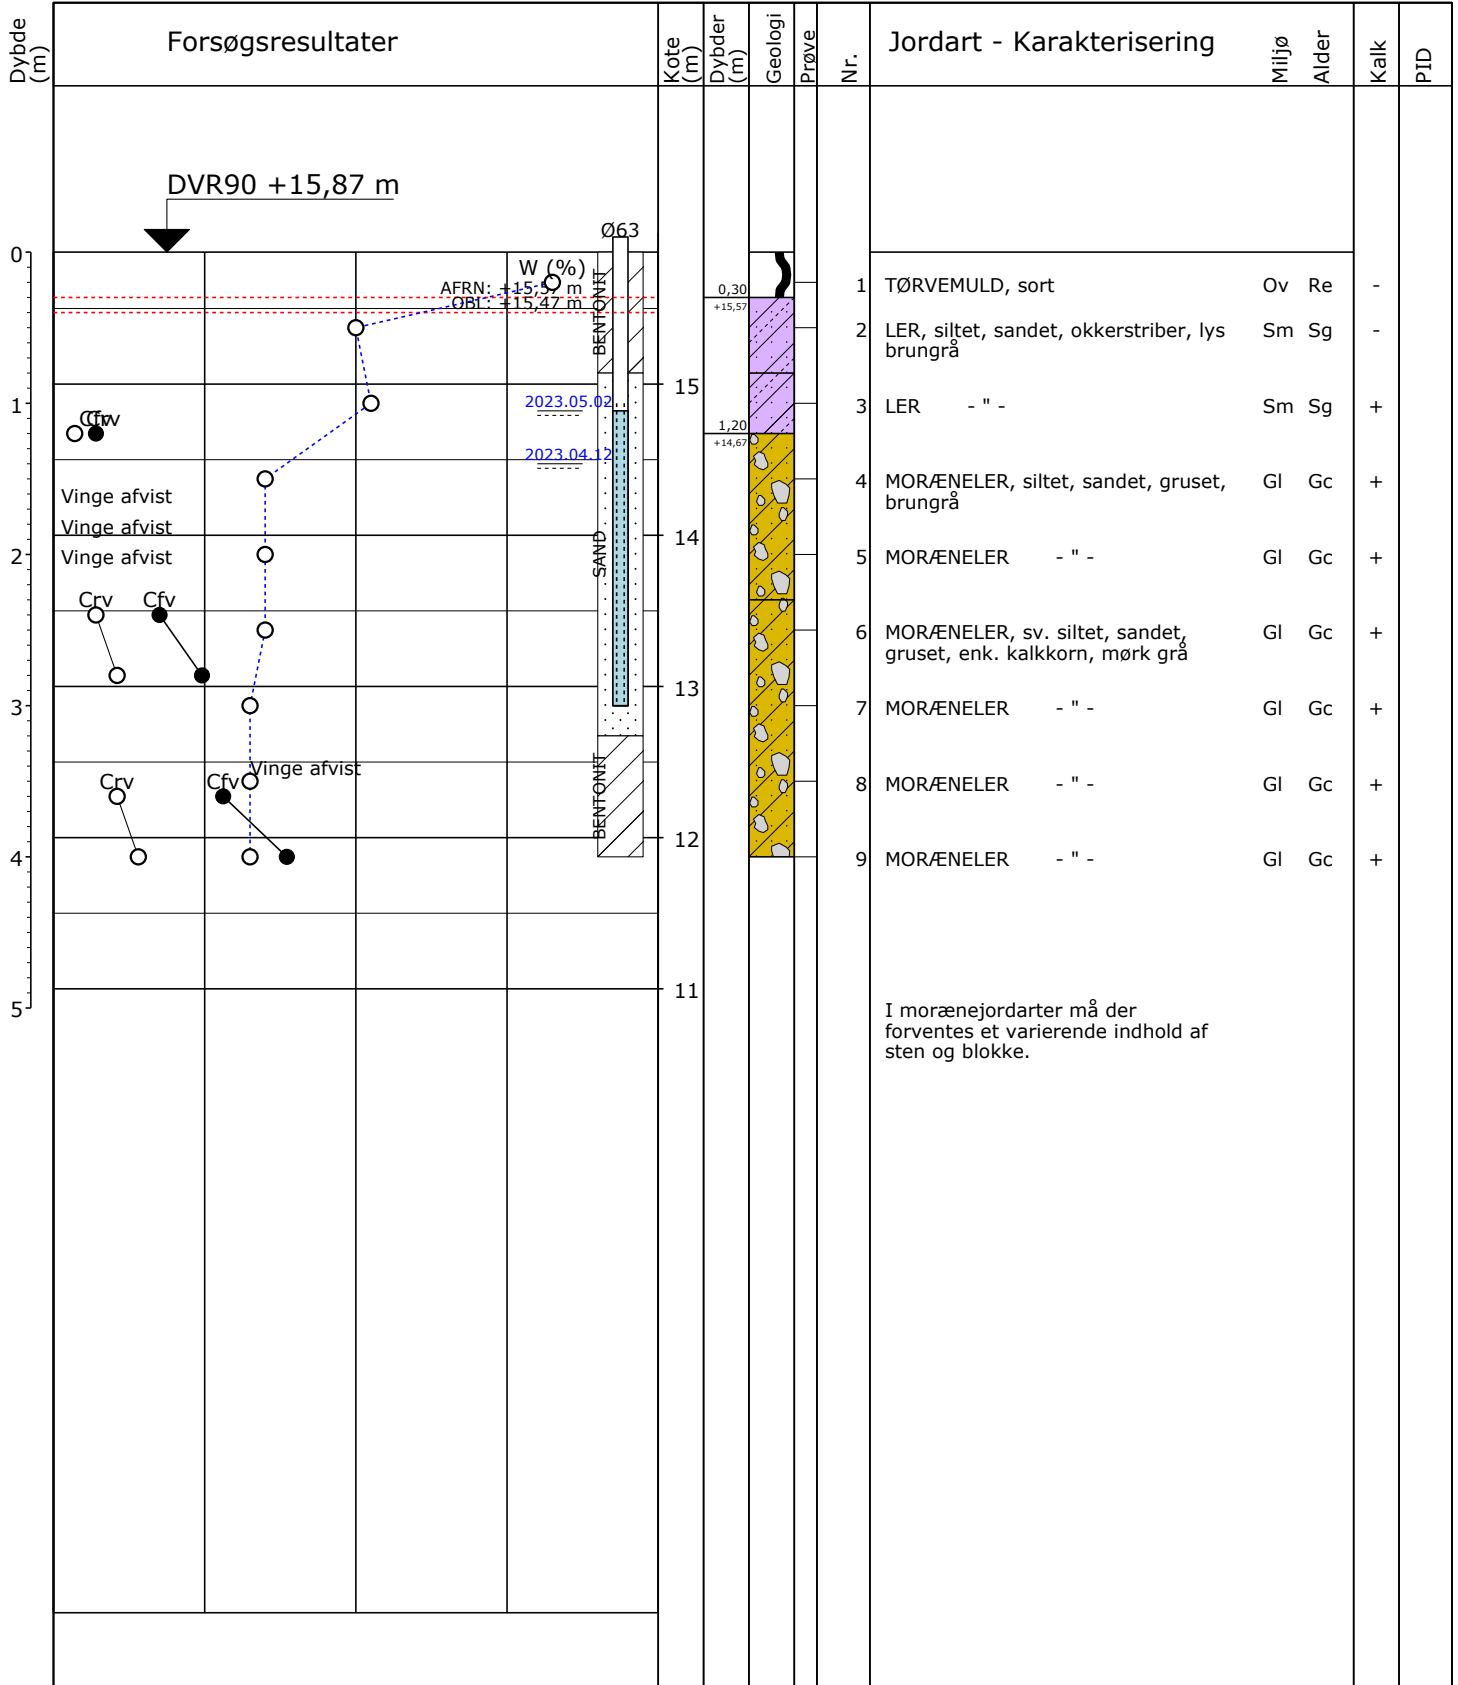 Dybde (m)
Forsøgsresultater
Kote (m)
Dybder (m)
Geologi
Prøve
Nr.
Jordart - Karakterisering
Miljø
Alder
Kalk
PID
DVR90 +15,87 m
Ø63
0
W (%)
AFRN: +15,57 m
OBL: +15,47 m
BENTONIT
0,30
+15,57
1 TØRVEMULD, sort Ov Re -
2 LER, siltet, sandet, okkerstriber, lys Sm Sg -
brungrå
15
1
2023.05.02
3 LER - " - Sm Sg +
Crv Cfv
1,20
+14,67
2023.04.12
4 MORÆNELER, siltet, sandet, gruset, Gl Gc +
brungrå
Vinge afvist
Vinge afvist
14
SAND
2
Vinge afvist
5 MORÆNELER - " - Gl Gc +
Crv Cfv
6 MORÆNELER, sv. siltet, sandet, Gl Gc +
gruset, enk. kalkkorn, mørk grå
13
3
7 MORÆNELER - " - Gl Gc +
Vinge afvist
Crv Cfv
BENTONIT
8 MORÆNELER - " - Gl Gc +
12
4
9 MORÆNELER - " - Gl Gc +
11
5
I morænejordarter må der
forventes et varierende indhold af
sten og blokke.